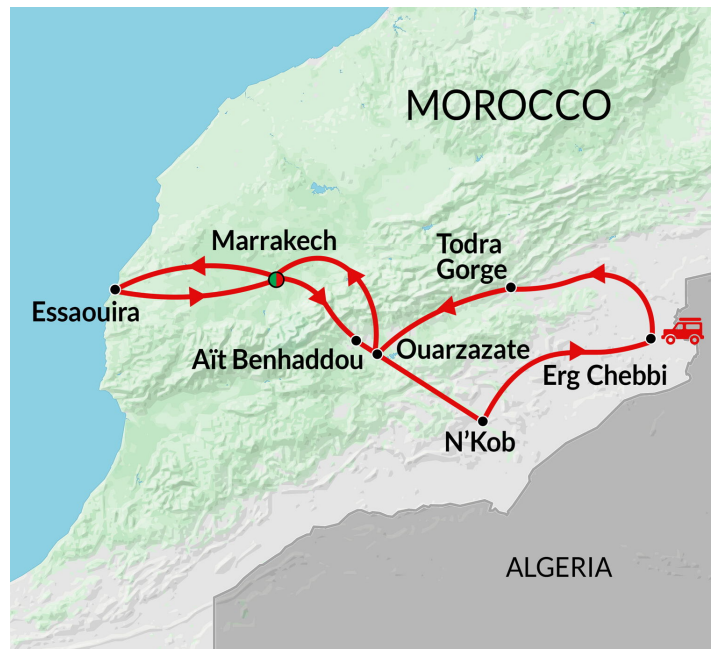 MOROCCO
Marrakech
Todra
Gorge
Essaouira
Aït Benhaddou
Ouarzazate
Erg Chebbi
N’Kob
ALGERIA